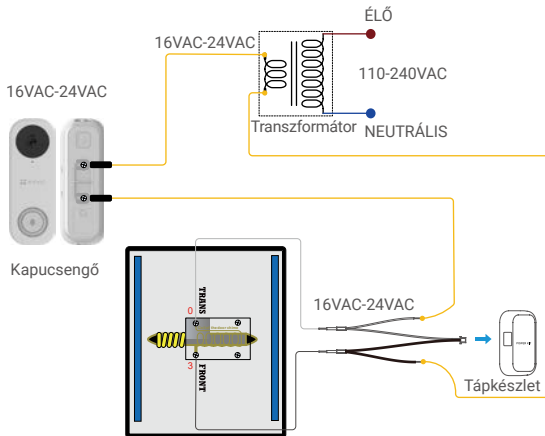 ÉLŐ
16VAC-24VAC
110-240VAC
16VAC-24VAC
Transzformátor
NEUTRÁLIS
Kapucsengő
TRANS
0
16VAC-24VAC
3
FRONT
Tápkészlet